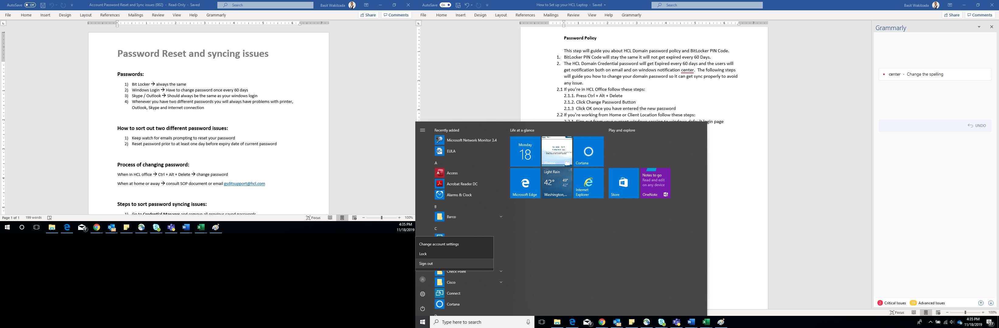 AutoSave Off Account Password Reset and Sync issues (002) - Read-Only - Saved Search Basit Wakilzada
File Home Insert Design Layout References Mailings Review View Help Grammarly Share Comments
Password Reset and syncing issues
Passwords:
1) Bit Locker → always the same
2) Windows Login → Have to change password once every 60 days
3) Skype / Outlook → Should always be the same as your windows login
4) Whenever you have two different passwords you will always have problems with printer,
Outlook, Skype and internet connection
How to sort out two different password issues:
1) Keep watch for emails prompting to reset your password
2) Reset password prior to at least one day before expiry date of current password
Process of changing password:
When in HCL office → Ctrl + Alt + Delete → change password
When at home or away → consult SOP document or email gsditsupport@hcl.com
Steps to sort password syncing issues:
1) Go to Credential Manager and remove all previous saved passwords
Page 1 of 1 199 words Focus 100%
7
4:35 PM
11/18/2019
AutoSave On How to Set up your HCL Laptop - Saved Search Basit Wakilzada
File Home Insert Design Layout References Mailings Review View Help Grammarly Share Comments
Password Policy
This step will guide you about HCL Domain password policy and BitLocker PIN Code.
1. BitLocker PIN Code will stay the same it will not get expired every 60 Days.
2. The HCL Domain Credential password will get Expired every 60 days and the users will
get notification both on email and on windows notification center. The following steps
will guide you how to change your domain password so it can get sync properly to avoid
any issue.
2.1 If you're in HCL Office follow these steps:
2.1.1. Press Ctrl + Alt + Delete
2.1.2. Click Change Password Button
2.1.3 Click OK once you have entered the new password
2.2 If you're working from Home or Client Location follow these steps:
2.2.1. Sign out from your current windows session to windows default login page
Recently added
Microsoft Network Monitor 3.4
EULA
A
Access
Acrobat Reader DC
Alarms & Clock
B
Barco
C
Change account settings
Lock
Sign out
Check Point
Cisco
Connect
Cortana
Life at a glance
Monday
18
Photos
Cortana
Microsoft Edge
Light Rain
42° 49°
42°
Washington,...
Internet
Explorer
Play and explore
Store
Notes to go
Read and edit
on any device
OneNote
Grammarly
center · Change the spelling
UNDO
2 Critical Issues 19 Advanced Issues
Focus 100%
Type here to search
7
4:35 PM
11/18/2019
27